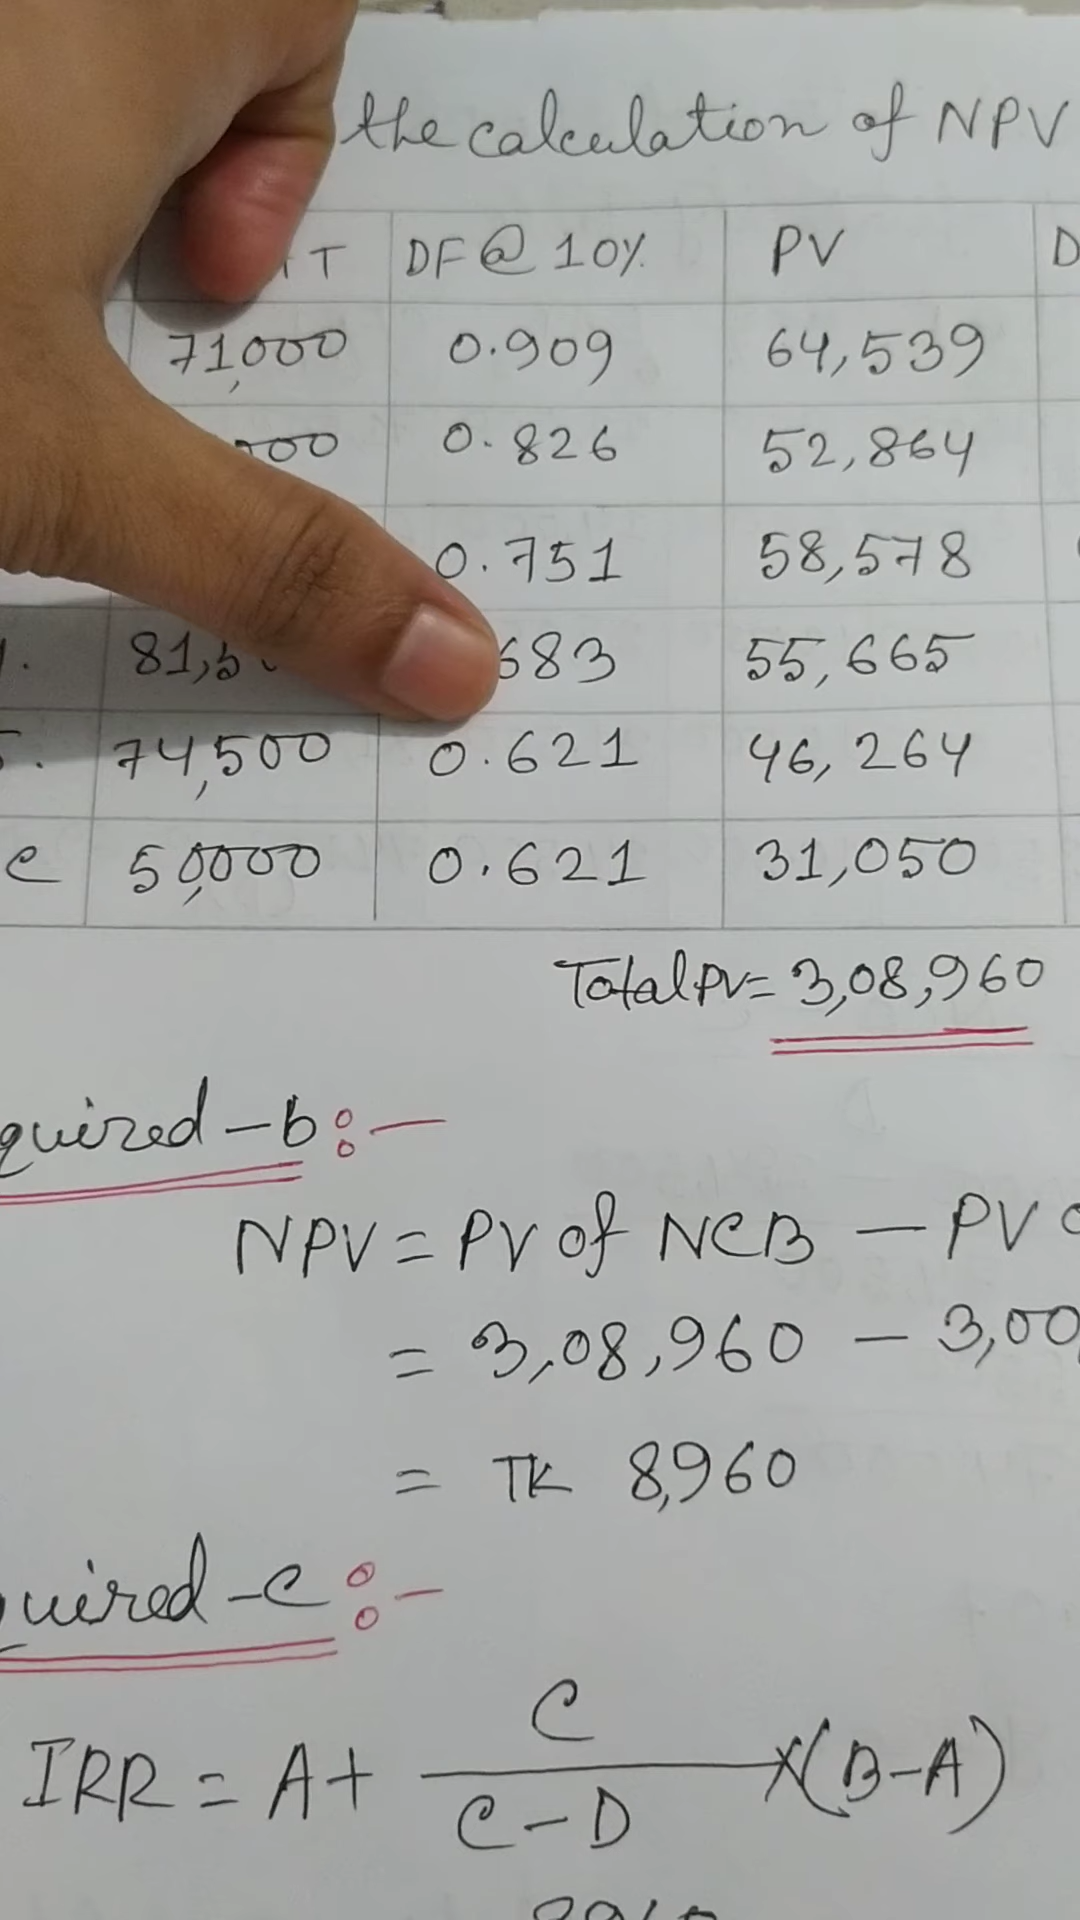 the calculation of NPV
T DF@ 10% PV D
71,000 0.909 64,539
000 0.826 52,864
0.751 58,578
81,5 683 55,665
74,500 0.621 46,264
e 50,000 0.621 31,050
Total PV= 3,08,960
quired-b:-
NPV = PV of NCB - PV
= 3,08,960 - 3,00
= TK 8,960
quired-c:-
IRR = A + C / C-D ×(B-A)